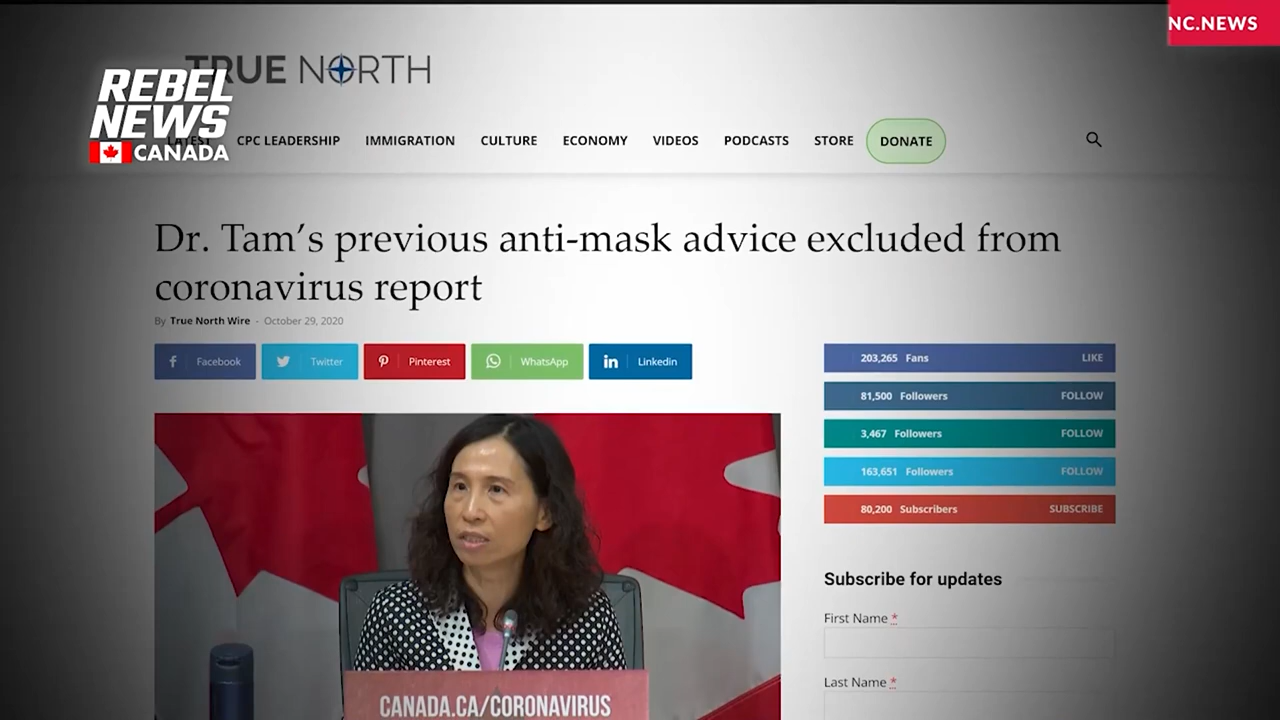 NC.NEWS
TRUE NORTH
REBEL
NEWS
CANADA
LATEST CPC LEADERSHIP IMMIGRATION CULTURE ECONOMY VIDEOS PODCASTS STORE DONATE
Dr. Tam’s previous anti-mask advice excluded from
coronavirus report
By True North Wire - October 29, 2020
Facebook Twitter Pinterest WhatsApp Linkedin
203,265 Fans LIKE
81,500 Followers FOLLOW
3,467 Followers FOLLOW
163,651 Followers FOLLOW
80,200 Subscribers SUBSCRIBE
Subscribe for updates
First Name *
Last Name *
CANADA.CA/CORONAVIRUS